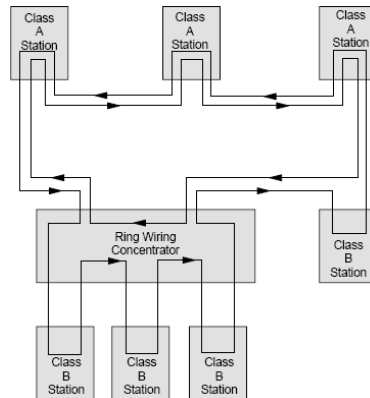 Class
A
Station
Class
A
Station
Class
A
Station
Ring Wiring
Concentrator
Class
B
Station
Class
B
Station
Class
B
Station
Class
B
Station